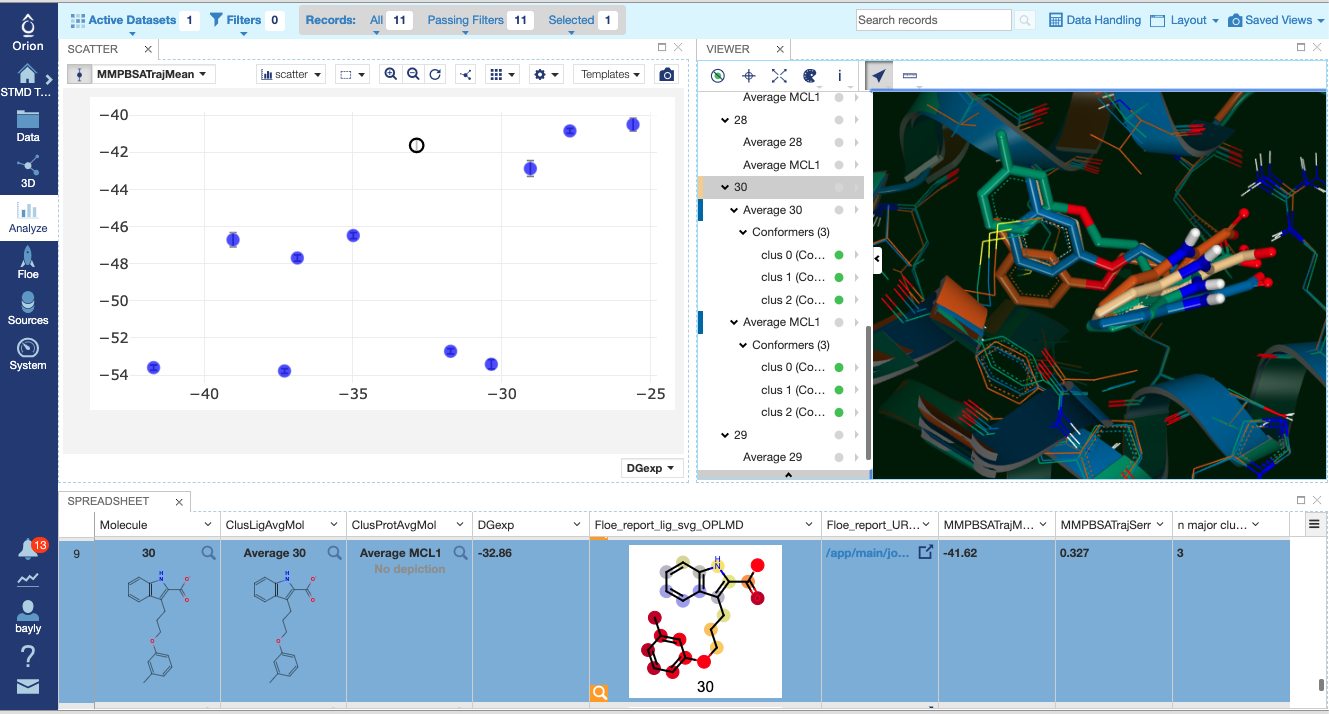 Active Datasets 1
Filters 0
Records: All 11 Passing Filters 11 Selected 1
Search records
Data Handling
Layout
Saved Views
Orion
STMD T...
Data
3D
Analyze
Floe
Sources
System
13
bayly
?
SCATTER
MMPBSATrajMean
scatter
Templates
−40
−42
−44
−46
−48
−50
−52
−54
−40 −35 −30 −25
DGexp
VIEWER
i
Average MCL1
28
Average 28
Average MCL1
30
Average 30
Conformers (3)
clus 0 (Co...
clus 1 (Co...
clus 2 (Co...
Average MCL1
Conformers (3)
clus 0 (Co...
clus 1 (Co...
clus 2 (Co...
29
Average 29
SPREADSHEET
Molecule ClusLigAvgMol ClusProtAvgMol DGexp Floe_report_lig_svg_OPLMD Floe_report_UR... MMPBSATrajM... MMPBSATrajSerr n major clu...
9 30 Average 30 Average MCL1 -32.86 /app/main/jo... -41.62 0.327 3
No depiction
H
N
30